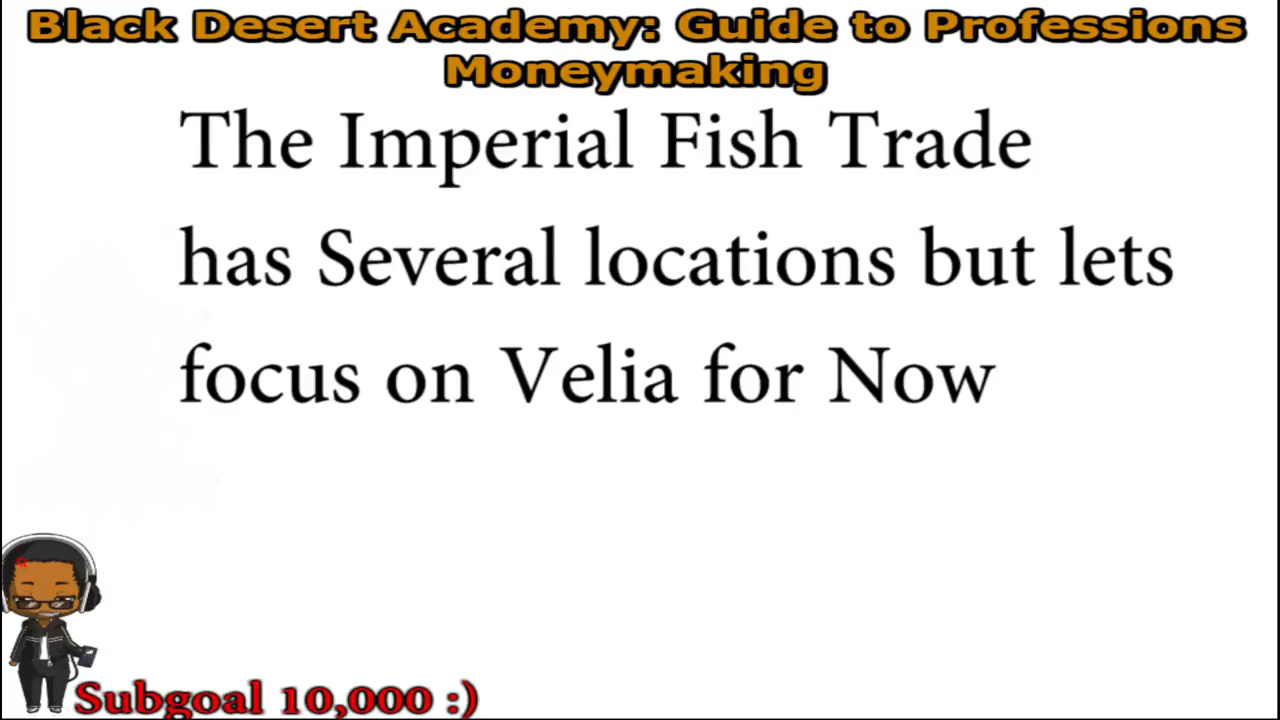 Black Desert Academy: Guide to Professions
Moneymaking
The Imperial Fish Trade
has Several locations but lets
focus on Velia for Now
Subgoal 10,000 :)